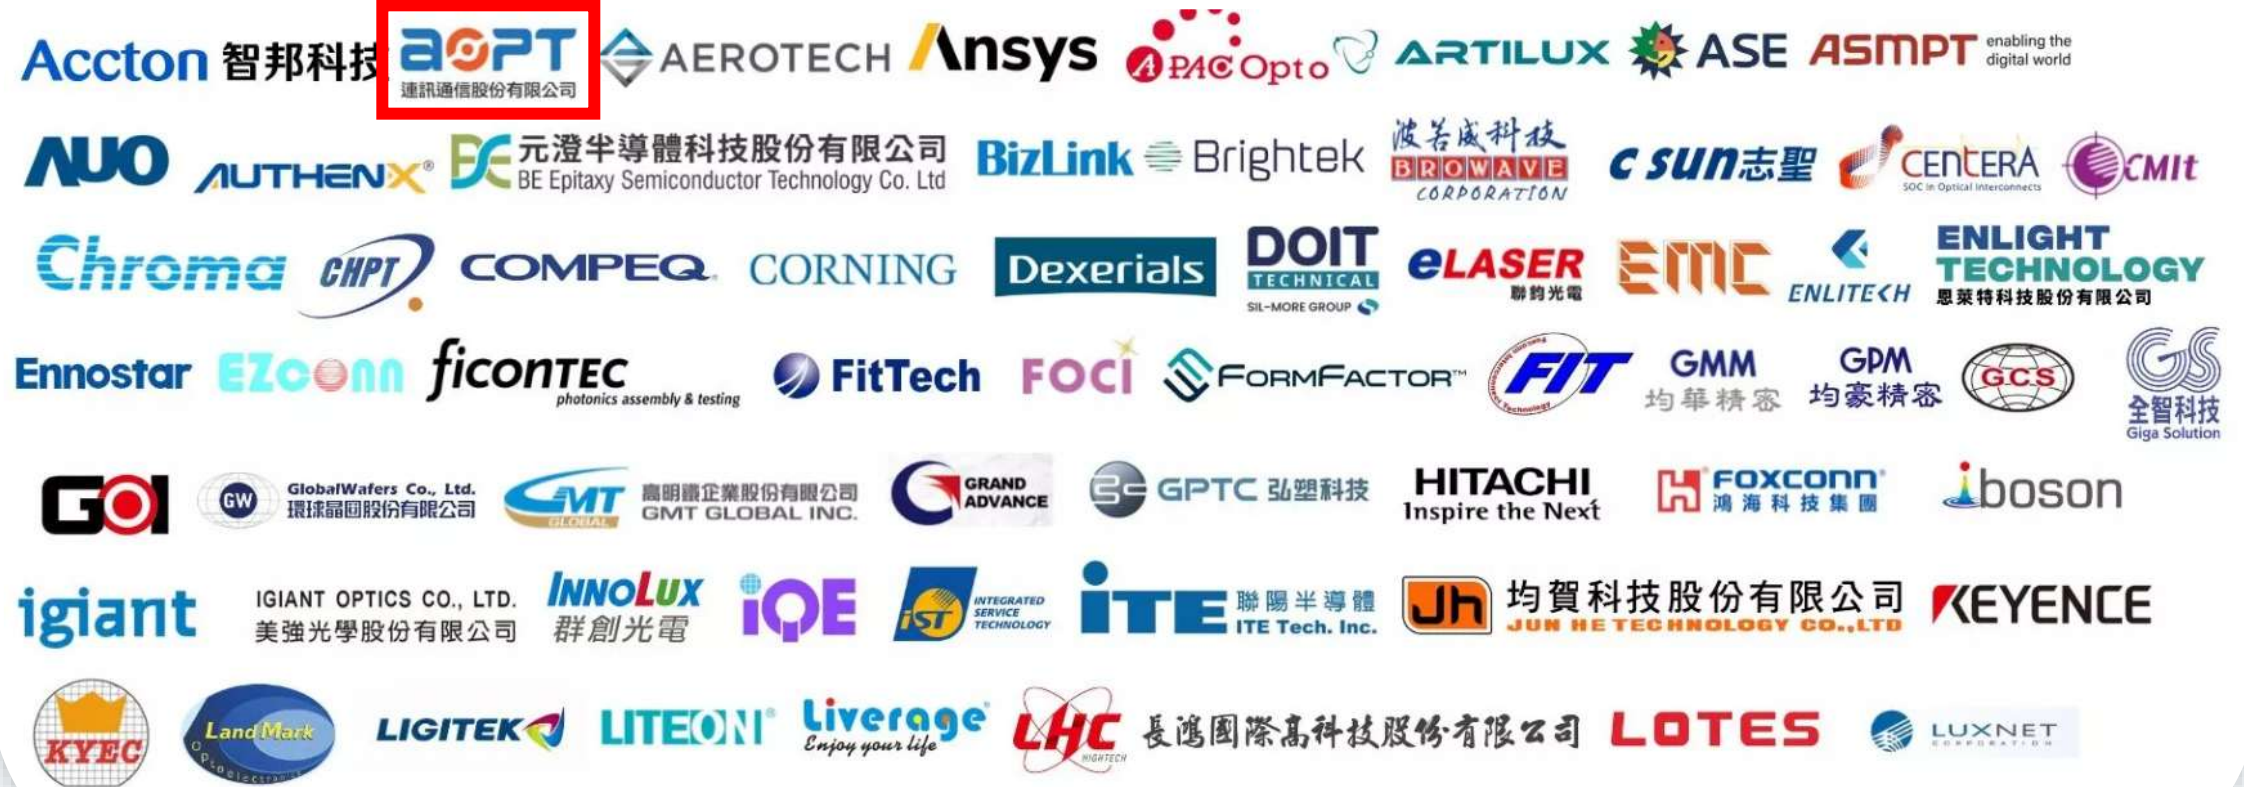 Accton 智邦科技
aOPT
連訊通信股份有限公司
AEROTECH
Ansys
APAC Opto
ARTILUX
ASE
ASMPT
enabling the
digital world
AUO
AUTHENX®
BE
元澄半導體科技股份有限公司
BE Epitaxy Semiconductor Technology Co. Ltd
BizLink
Brightek
波若威科技
BROWAVE
CORPORATION
C SUN志聖
CENTERA
SOC in Optical Interconnects
CMIt
Chroma
CHPT
COMPEQ
CORNING
Dexerials
DOIT
TECHNICAL
SIL-MORE GROUP
eLASER
聯鈞光電
EMC
ENLITECH
ENLIGHT
TECHNOLOGY
恩萊特科技股份有限公司
Ennostar
EZconn
ficonTEC
photonics assembly & testing
FitTech
FOCI
FORMFACTOR™
FIT
GMM
均華精密
GPM
均豪精密
GCS
GS
全智科技
Giga Solution
GOI
GW
GlobalWafers Co., Ltd.
環球晶圓股份有限公司
GMT
GLOBAL
高明鐵企業股份有限公司
GMT GLOBAL INC.
GRAND
ADVANCE
GPTC 弘塑科技
HITACHI
Inspire the Next
FOXCONN®
鴻海科技集團
iboson
igiant
IGIANT OPTICS CO., LTD.
美強光學股份有限公司
INNOLUX
群創光電
iQE
iST
INTEGRATED
SERVICE
TECHNOLOGY
iTE
聯陽半導體
ITE Tech. Inc.
Jh
均賀科技股份有限公司
JUN HE TECHNOLOGY CO.,LTD
KEYENCE
KYEC
LandMark
Optoelectronics
LIGITEK
LITEON®
Liverage®
Enjoy your life
LHC
HIGHTECH
長鴻國際高科技股份有限公司
LOTES
LUXNET
CORPORATION